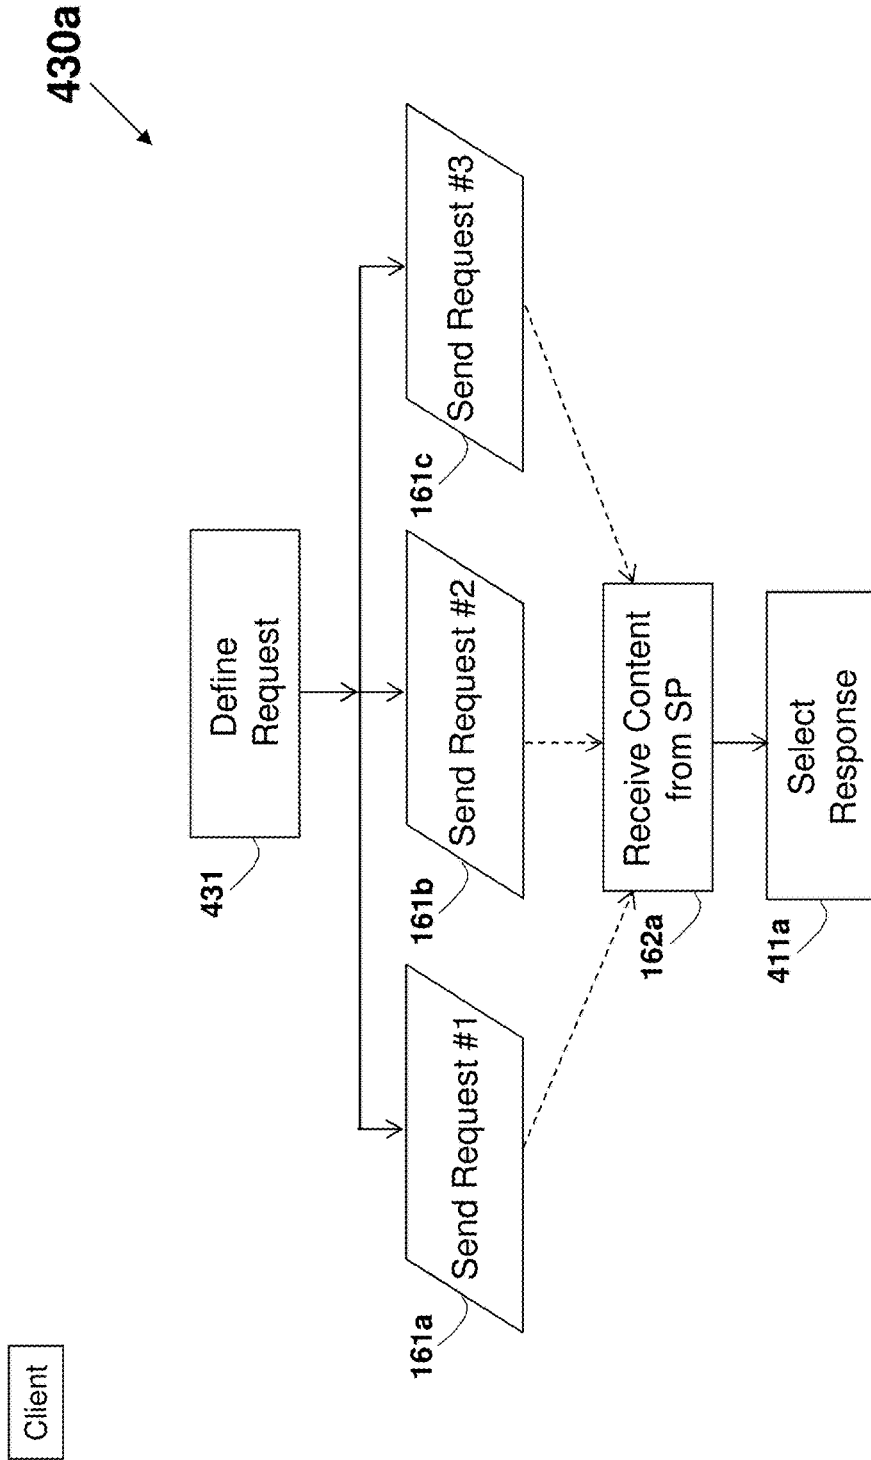 Client
430a
Define
Request
431
Send Request #1
161a
Send Request #2
161b
Send Request #3
161c
Receive Content
from SP
162a
Select
Response
411a